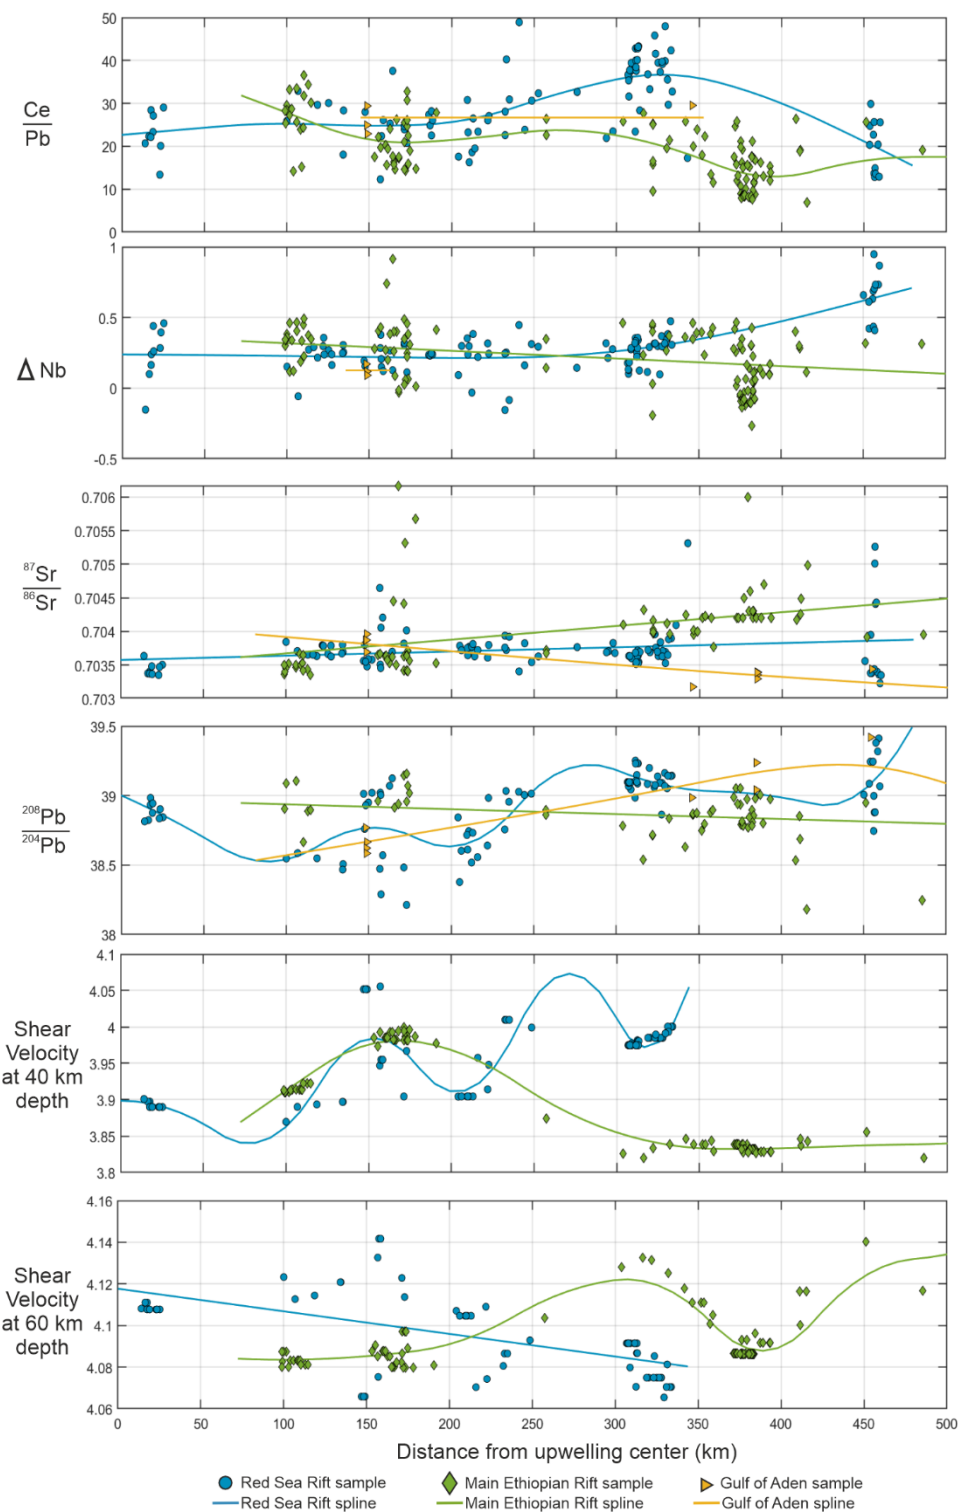 Ce
Pb
50
40
30
20
10
0
Δ Nb
1
0.5
0
-0.5
87Sr
86Sr
0.706
0.7055
0.705
0.7045
0.704
0.7035
0.703
208Pb
204Pb
39.5
39
38.5
38
Shear
Velocity
at 40 km
depth
4.1
4.05
4
3.95
3.9
3.85
3.8
Shear
Velocity
at 60 km
depth
4.16
4.14
4.12
4.1
4.08
4.06
0 50 100 150 200 250 300 350 400 450 500
Distance from upwelling center (km)
Red Sea Rift sample Main Ethiopian Rift sample Gulf of Aden sample
Red Sea Rift spline Main Ethiopian Rift spline Gulf of Aden spline